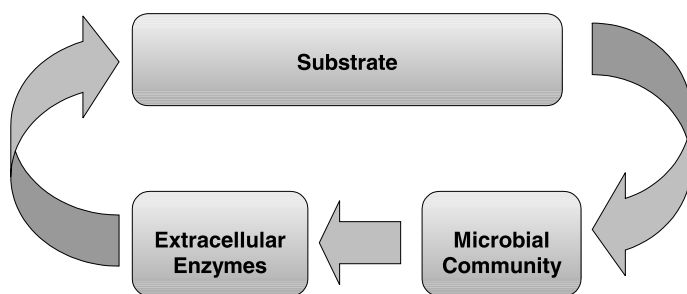 Substrate
Extracellular
Enzymes
Microbial
Community